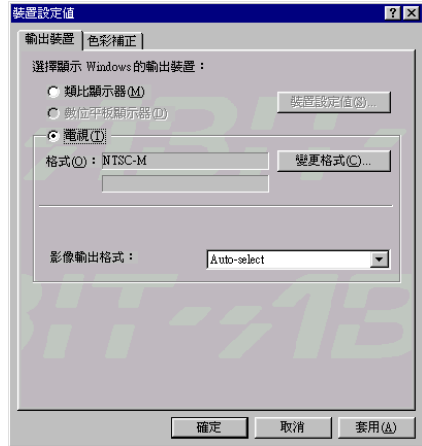 裝置設定值
輸出裝置 色彩補正
選擇顯示 Windows 的輸出裝置：
類比顯示器(M)
裝置設定值(S)...
數位平板顯示器(D)
電視(T)
格式(O)： NTSC-M 變更格式(C)...
影像輸出格式： Auto-select
確定 取消 套用(A)